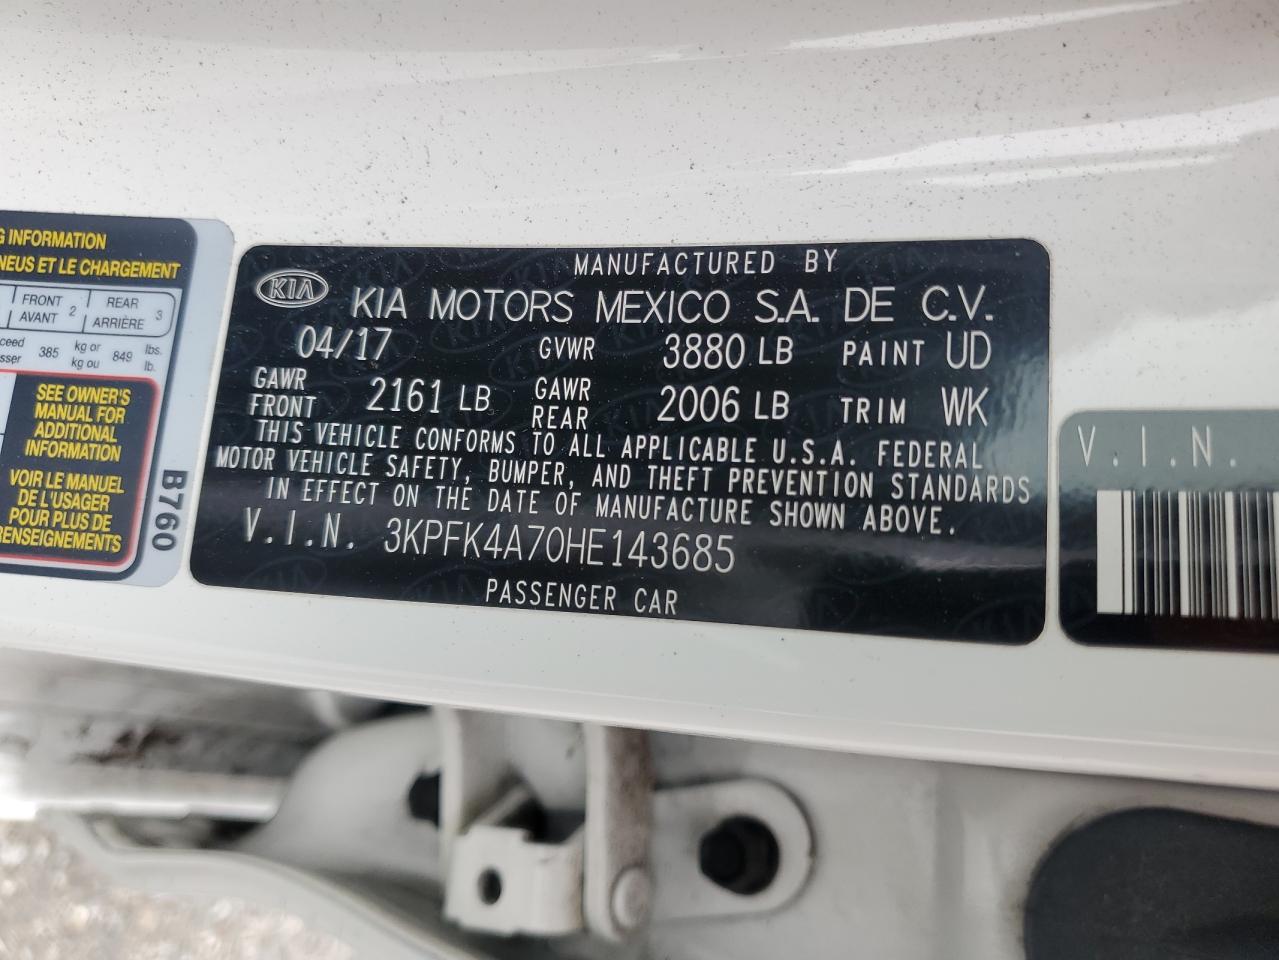 G INFORMATION
NEUS ET LE CHARGEMENT
FRONT 2 REAR 3
AVANT ARRIÈRE
385 kg or 849 lbs.
kg ou lb.
SEE OWNER'S
MANUAL FOR
ADDITIONAL
INFORMATION
VOIR LE MANUEL
DE L'USAGER
POUR PLUS DE
RENSEIGNEMENTS
B760
MANUFACTURED BY
KIA
KIA MOTORS MEXICO S.A. DE C.V.
04/17 GVWR 3880 LB PAINT UD
GAWR FRONT 2161 LB GAWR REAR 2006 LB TRIM WK
THIS VEHICLE CONFORMS TO ALL APPLICABLE U.S.A. FEDERAL
MOTOR VEHICLE SAFETY, BUMPER, AND THEFT PREVENTION STANDARDS
IN EFFECT ON THE DATE OF MANUFACTURE SHOWN ABOVE.
V.I.N. 3KPFK4A70HE143685
PASSENGER CAR
V.I.N.